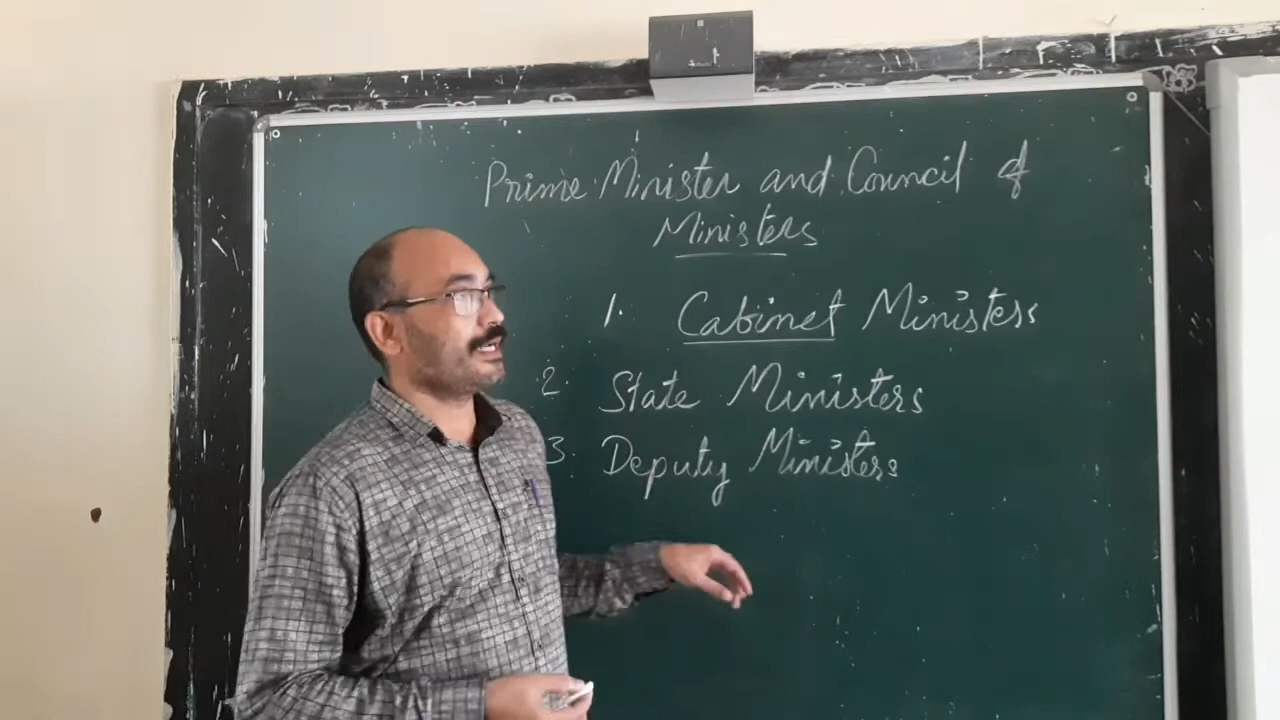 Prime Minister and Council of
Ministers
1. Cabinet Ministers
2. State Ministers
3. Deputy Ministers